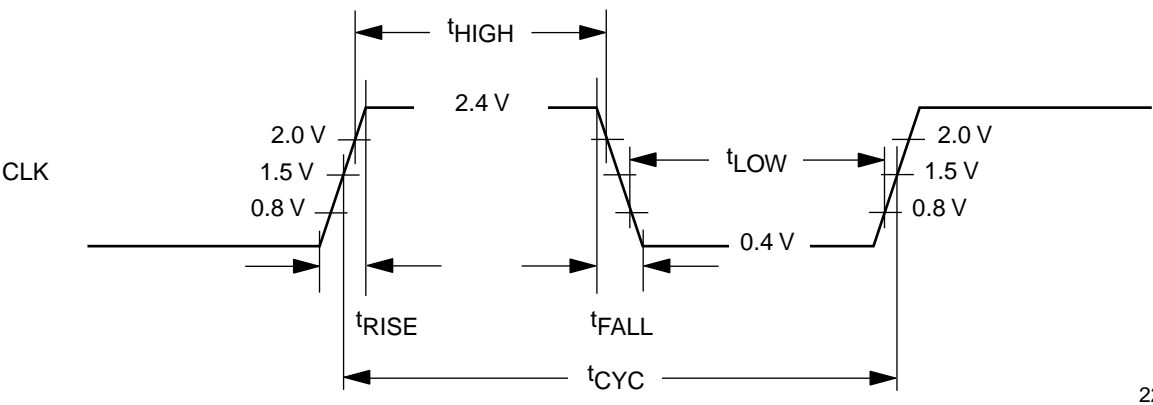 tHIGH
2.4 V
2.0 V
2.0 V
CLK
1.5 V
tLOW
1.5 V
0.8 V
0.8 V
0.4 V
tRISE
tFALL
tCYC
22